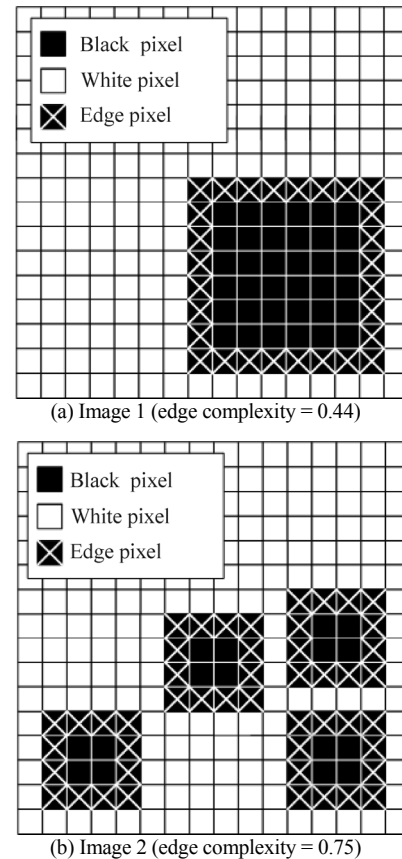 Black pixel
White pixel
Edge pixel
(a) Image 1 (edge complexity = 0.44)
Black pixel
White pixel
Edge pixel
(b) Image 2 (edge complexity = 0.75)